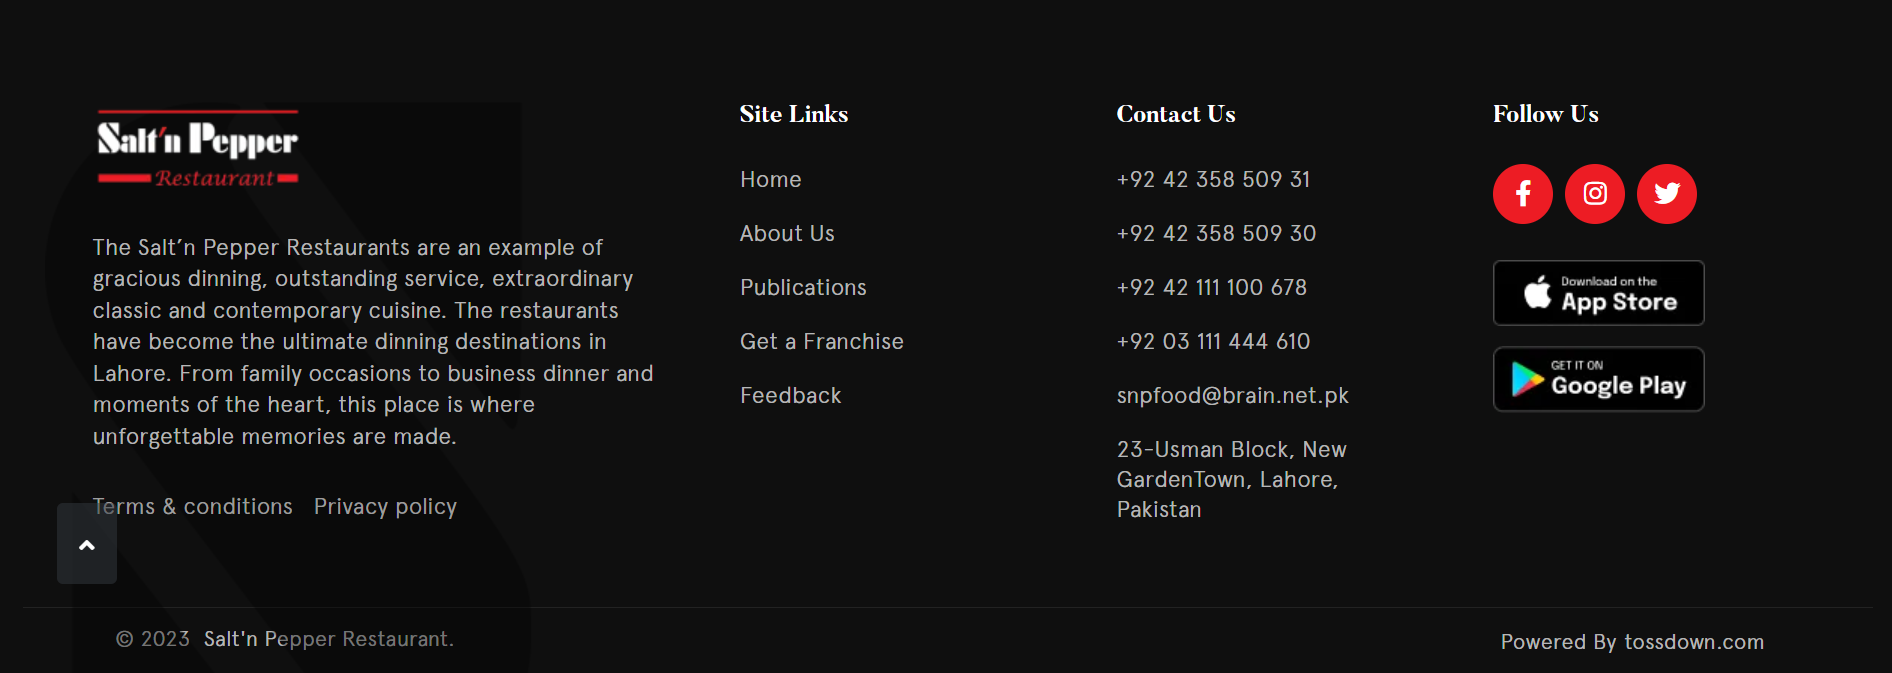 Salt'n Pepper
Restaurant
The Salt’n Pepper Restaurants are an example of
gracious dinning, outstanding service, extraordinary
classic and contemporary cuisine. The restaurants
have become the ultimate dinning destinations in
Lahore. From family occasions to business dinner and
moments of the heart, this place is where
unforgettable memories are made.
Terms & conditions Privacy policy
Site Links
Home
About Us
Publications
Get a Franchise
Feedback
Contact Us
+92 42 358 509 31
+92 42 358 509 30
+92 42 111 100 678
+92 03 111 444 610
snpfood@brain.net.pk
23-Usman Block, New
GardenTown, Lahore,
Pakistan
Follow Us
Download on the
App Store
GET IT ON
Google Play
© 2023 Salt'n Pepper Restaurant.
Powered By tossdown.com